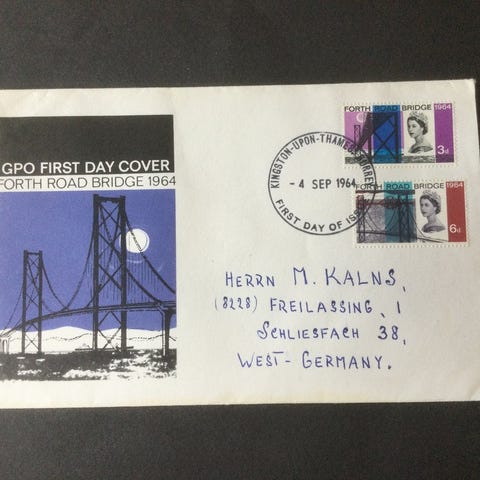 GPO FIRST DAY COVER
FORTH ROAD BRIDGE 1964
FORTH ROAD BRIDGE 1964
3d
KINGSTON-UPON-THAMES SURREY
- 4 SEP 1964
FIRST DAY OF ISSUE
FORTH ROAD BRIDGE 1964
6d
HERRN M. KALNS,
(8228) FREILASSING, 1
SCHLIESFACH 38,
WEST-GERMANY.